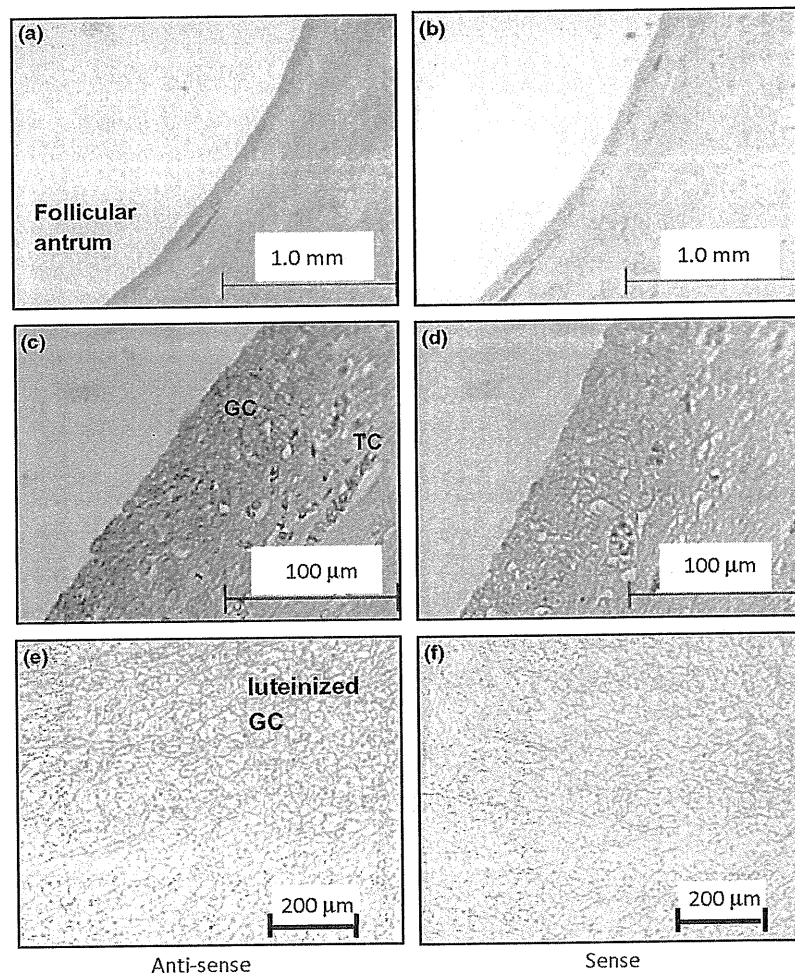 (a)
(b)
Follicular
antrum
1.0 mm
1.0 mm
(c)
(d)
GC
TC
100 µm
100 µm
(e)
(f)
luteinized
GC
200 µm
200 µm
Anti-sense
Sense